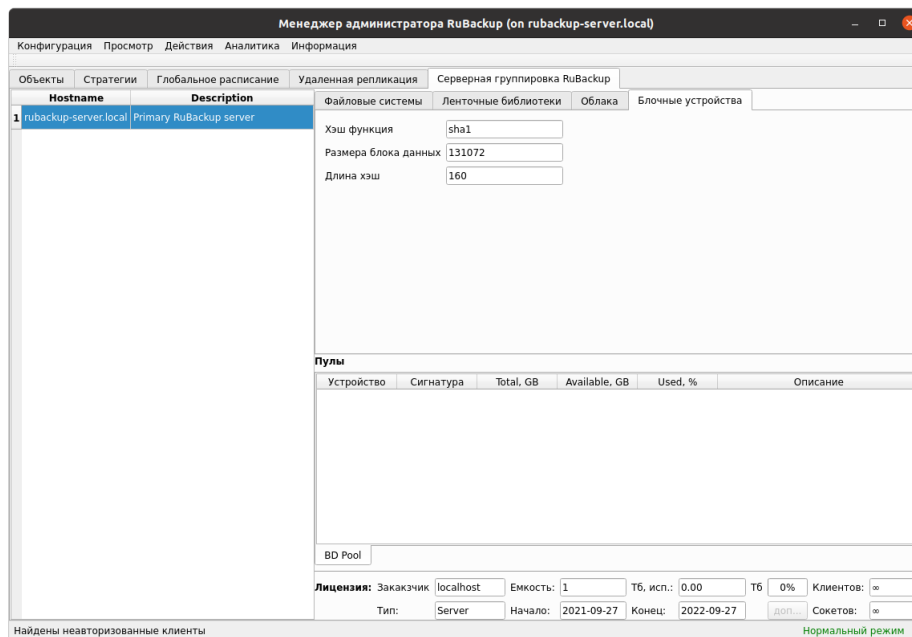 Менеджер администратора RuBackup (on rubackup-server.local)
Конфигурация Просмотр Действия Аналитика Информация
Объекты Стратегии Глобальное расписание Удаленная репликация Серверная группировка RuBackup
Hostname Description
1 rubackup-server.local Primary RuBackup server
Файловые системы Ленточные библиотеки Облака Блочные устройства
Хэш функция sha1
Размера блока данных 131072
Длина хэш 160
Пулы
Устройство Сигнатура Total, GB Available, GB Used, % Описание
BD Pool
Лицензия: Закакзчик localhost Емкость: 1 Тб, исп.: 0.00 Тб 0% Клиентов: ∞
Тип: Server Начало: 2021-09-27 Конец: 2022-09-27 доп... Сокетов: ∞
Найдены неавторизованные клиенты Нормальный режим